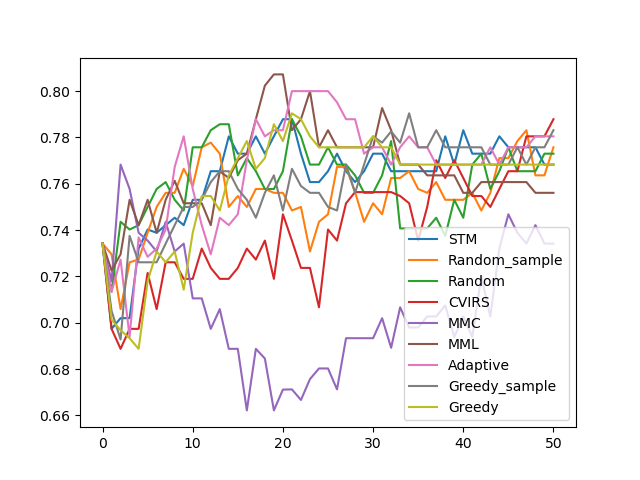 0.80
0.78
0.76
0.74
0.72
0.70
0.68
0.66
0
10
20
30
40
50
STM
Random_sample
Random
CVIRS
MMC
MML
Adaptive
Greedy_sample
Greedy